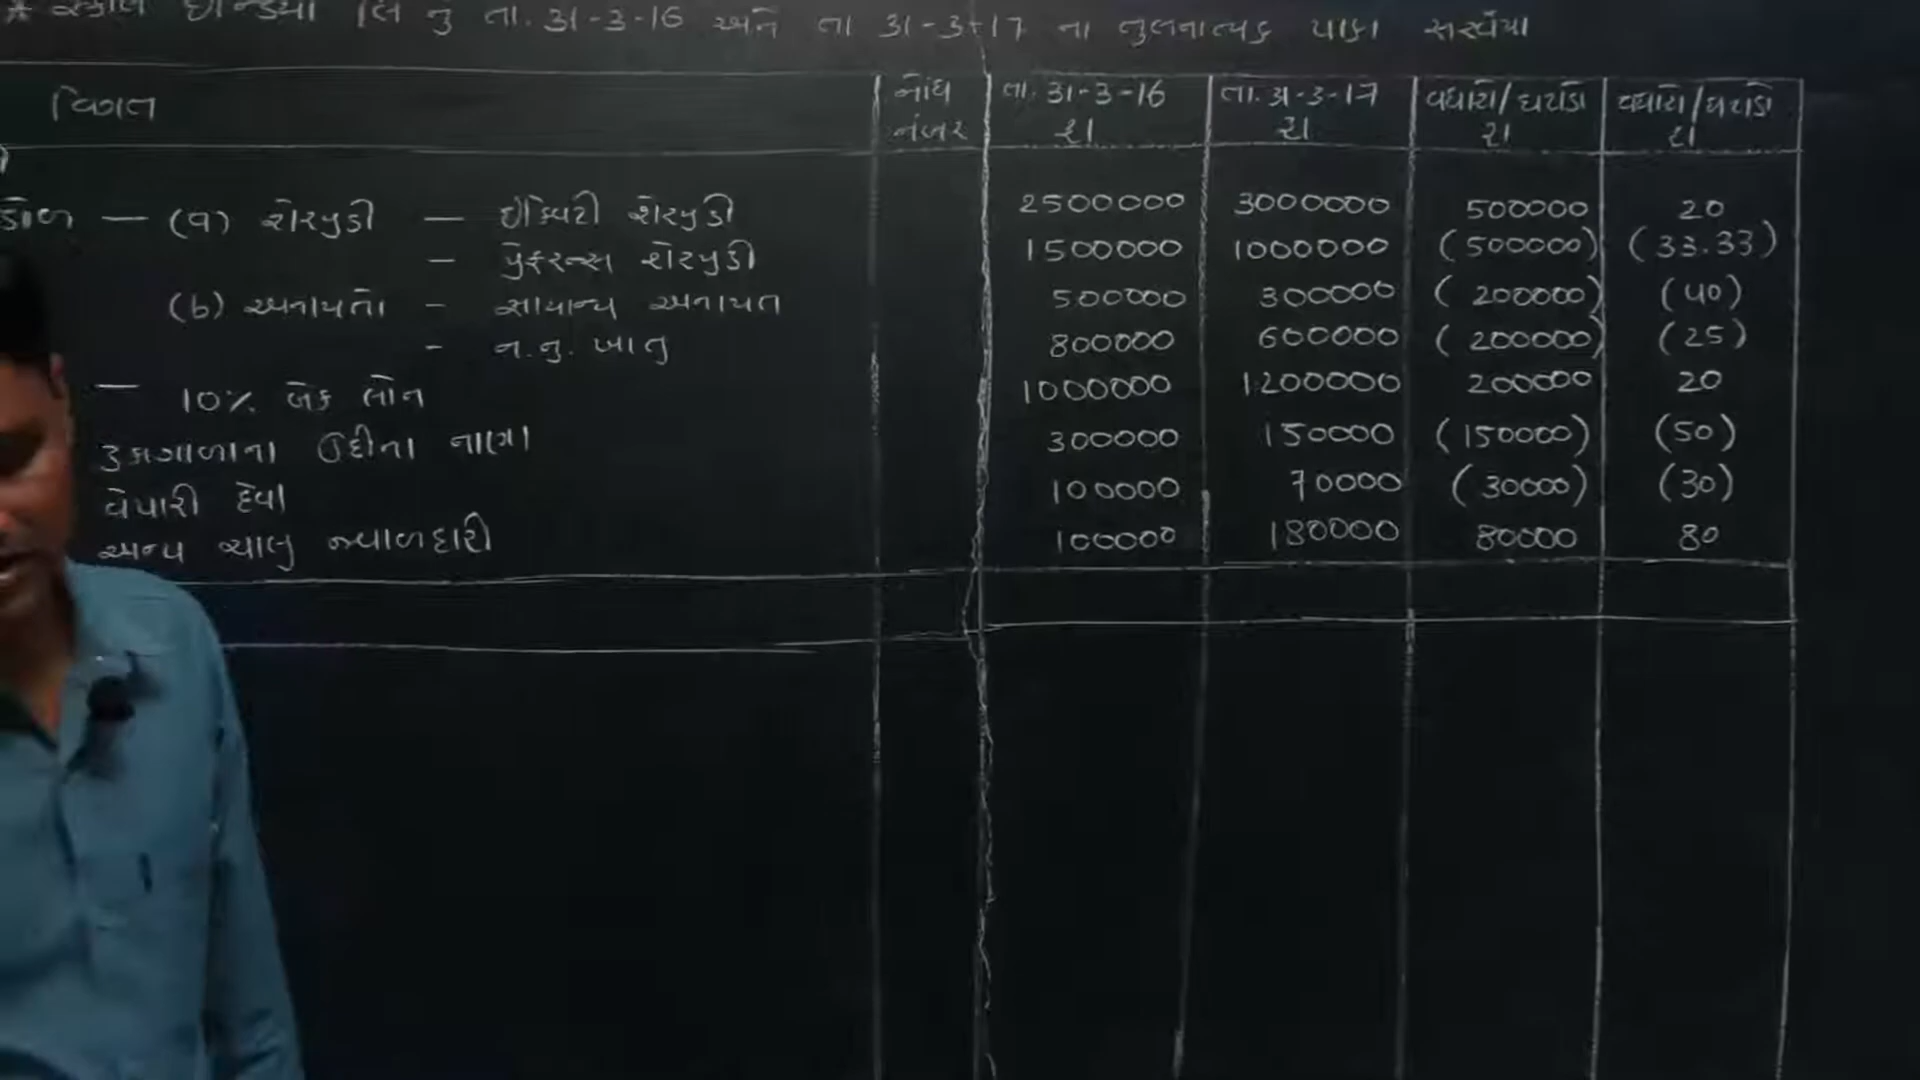 * સ્કાય ઈન્ડિયા લિ નું તા. 31-3-16 અને તા 31-3-17 ના તુલનાત્મક પાકા સરવૈયા
વિગત નોંધ નંબર તા. 31-3-16 રૂા તા. 31-3-17 રૂા વધારો/ઘટાડો રૂા વધારો/ઘટાડો રૂા
— (a) શેરમુડી — ઈક્વિટી શેરમુડી 2500000 3000000 500000 20
- પ્રેફરન્સ શેરમુડી 1500000 1000000 (500000) (33.33)
(b) અનામતો - સામાન્ય અનામત 500000 300000 (200000) (40)
- ન.નુ. ખાતુ 800000 600000 (200000) (25)
— 10% બેંક લોન 1000000 1200000 200000 20
ટુંકાગાળાના ઉછીના નાણા 300000 150000 (150000) (50)
વેપારી દેવા 100000 70000 (30000) (30)
અન્ય ચાલુ જવાબદારી 100000 180000 80000 80